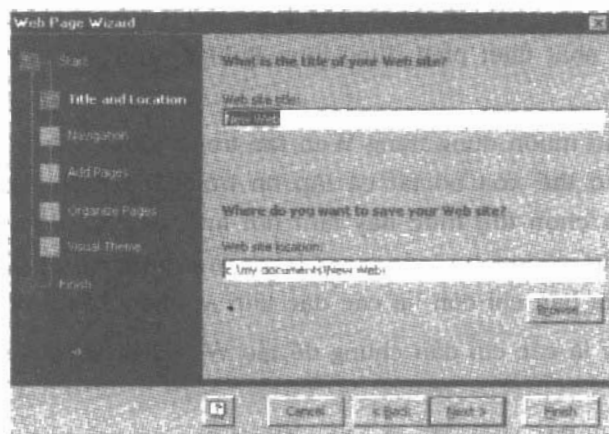 Web Page Wizard
Start
Title and Location
Navigation
Add Pages
Organize Pages
Visual Theme
Finish
What is the title of your Web site?
Web site title:
New Web
Where do you want to save your Web site?
Web site location:
c:\my documents\New Web\
Browse...
Cancel
< Back
Next >
Finish